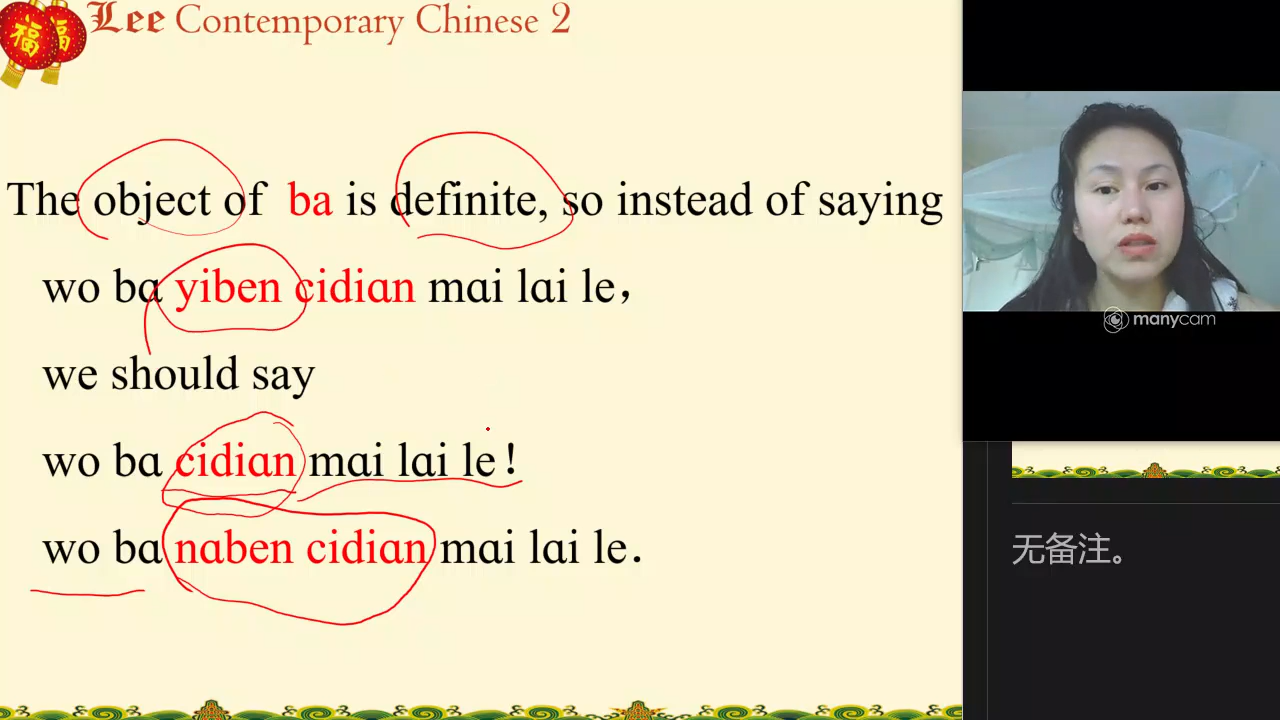 Lee Contemporary Chinese 2
福 福
The object of ba is definite, so instead of saying
wo ba yiben cidian mai lai le，
we should say
wo ba cidian mai lai le！
wo ba naben cidian mai lai le．
manycam
无备注。